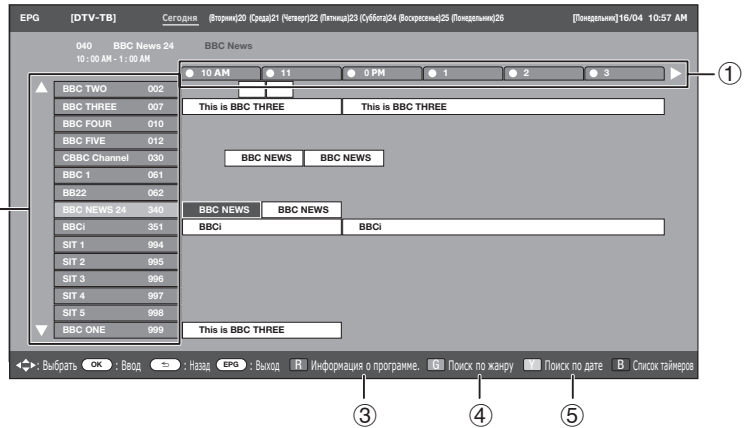 EPG [DTV-TB] Сегодня (Вторник)20 (Среда)21 (Четверг)22 (Пятница)23 (Суббота)24 (Воскресенье)25 (Понедельник)26 [Понедельник]16/04 10:57 AM
040 BBC News 24 BBC News
10 : 00 AM - 1 : 00 AM
10 AM 11 0 PM 1 2 3 ①
BBC TWO 002
BBC THREE 007 This is BBC THREE This is BBC THREE
BBC FOUR 010
BBC FIVE 012
CBBC Channel 030 BBC NEWS BBC NEWS
BBC 1 061
BB22 062
BBC NEWS 24 340 BBC NEWS BBC NEWS
BBCi 351 BBCi BBCi
SIT 1 994
SIT 2 995
SIT 3 996
SIT 4 997
SIT 5 998
BBC ONE 999 This is BBC THREE
: Выбрать OK : Ввод : Назад EPG : Выход R Информация о программе. G Поиск по жанру Y Поиск по дате B Список таймеров
③ ④ ⑤